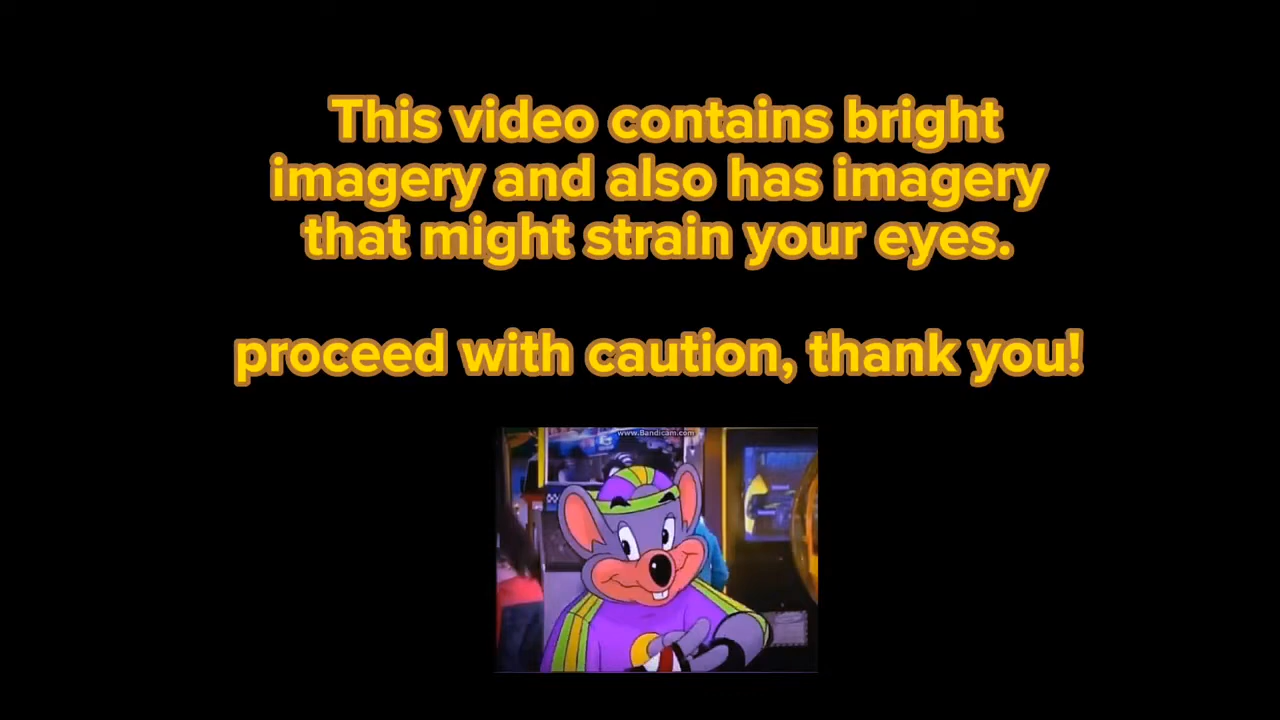 This video contains bright
imagery and also has imagery
that might strain your eyes.
proceed with caution, thank you!
www.Bandicam.com